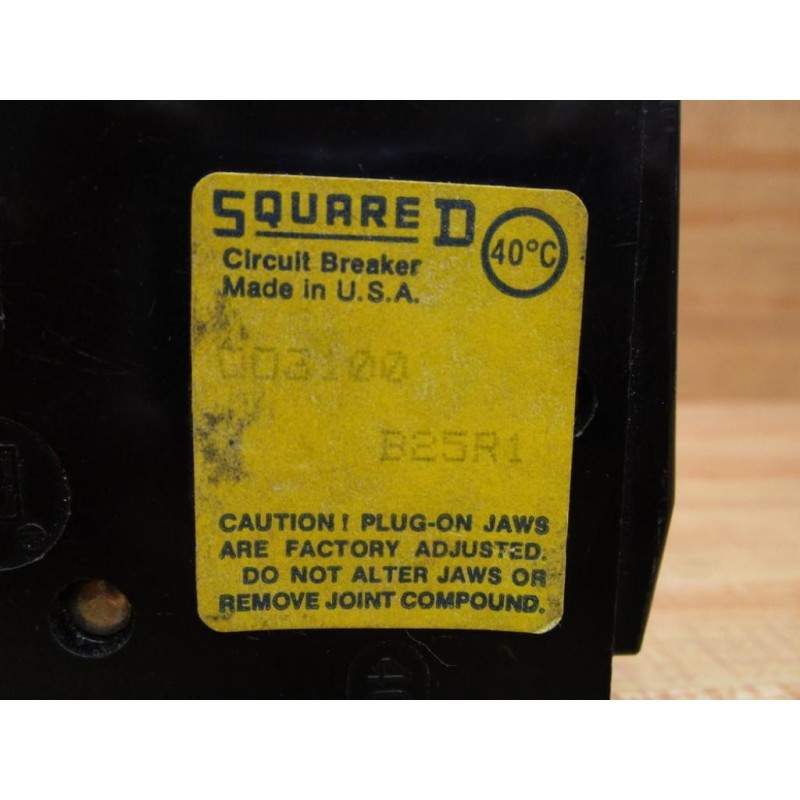 SQUARE D
40°C
Circuit Breaker
Made in U.S.A.
QO3100
B25R1
CAUTION! PLUG-ON JAWS
ARE FACTORY ADJUSTED.
DO NOT ALTER JAWS OR
REMOVE JOINT COMPOUND.